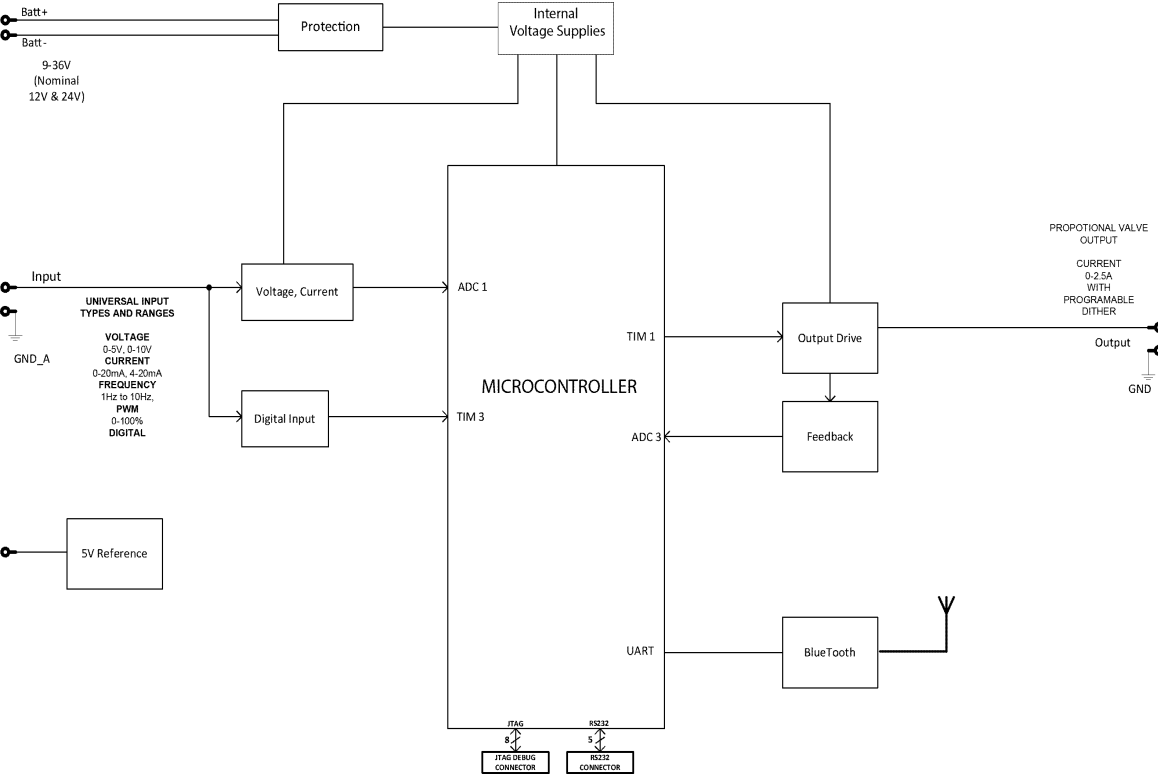 Batt+
Batt-
9-36V
(Nominal
12V & 24V)
Protection
Internal
Voltage Supplies
Input
GND_A
UNIVERSAL INPUT
TYPES AND RANGES
VOLTAGE
0-5V, 0-10V
CURRENT
0-20mA, 4-20mA
FREQUENCY
1Hz to 10Hz,
PWM
0-100%
DIGITAL
Voltage, Current
Digital Input
5V Reference
ADC 1
TIM 3
MICROCONTROLLER
TIM 1
ADC 3
UART
JTAG
RS232
8
5
JTAG DEBUG
CONNECTOR
RS232
CONNECTOR
Output Drive
Feedback
BlueTooth
PROPOTIONAL VALVE
OUTPUT
CURRENT
0-2.5A
WITH
PROGRAMABLE
DITHER
Output
GND